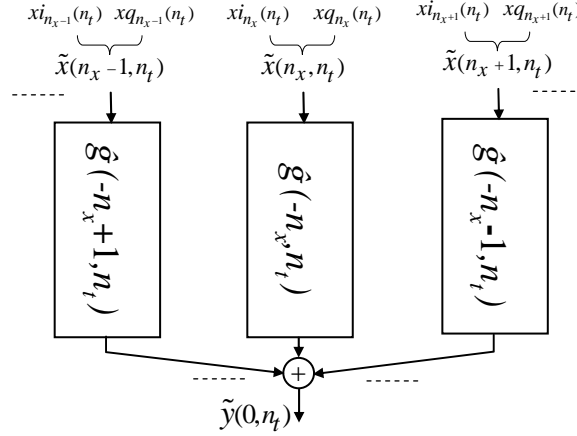 xi_{n_x−1}(n_t) xq_{n_x−1}(n_t) xi_{n_x}(n_t) xq_{n_x}(n_t) xi_{n_x+1}(n_t) xq_{n_x+1}(n_t)
x̃(n_x −1,n_t) x̃(n_x,n_t) x̃(n_x +1,n_t)
ĝ(-n_x+1,n_t) ĝ(-n_x,n_t) ĝ(-n_x-1,n_t)
+
ỹ(0,n_t)